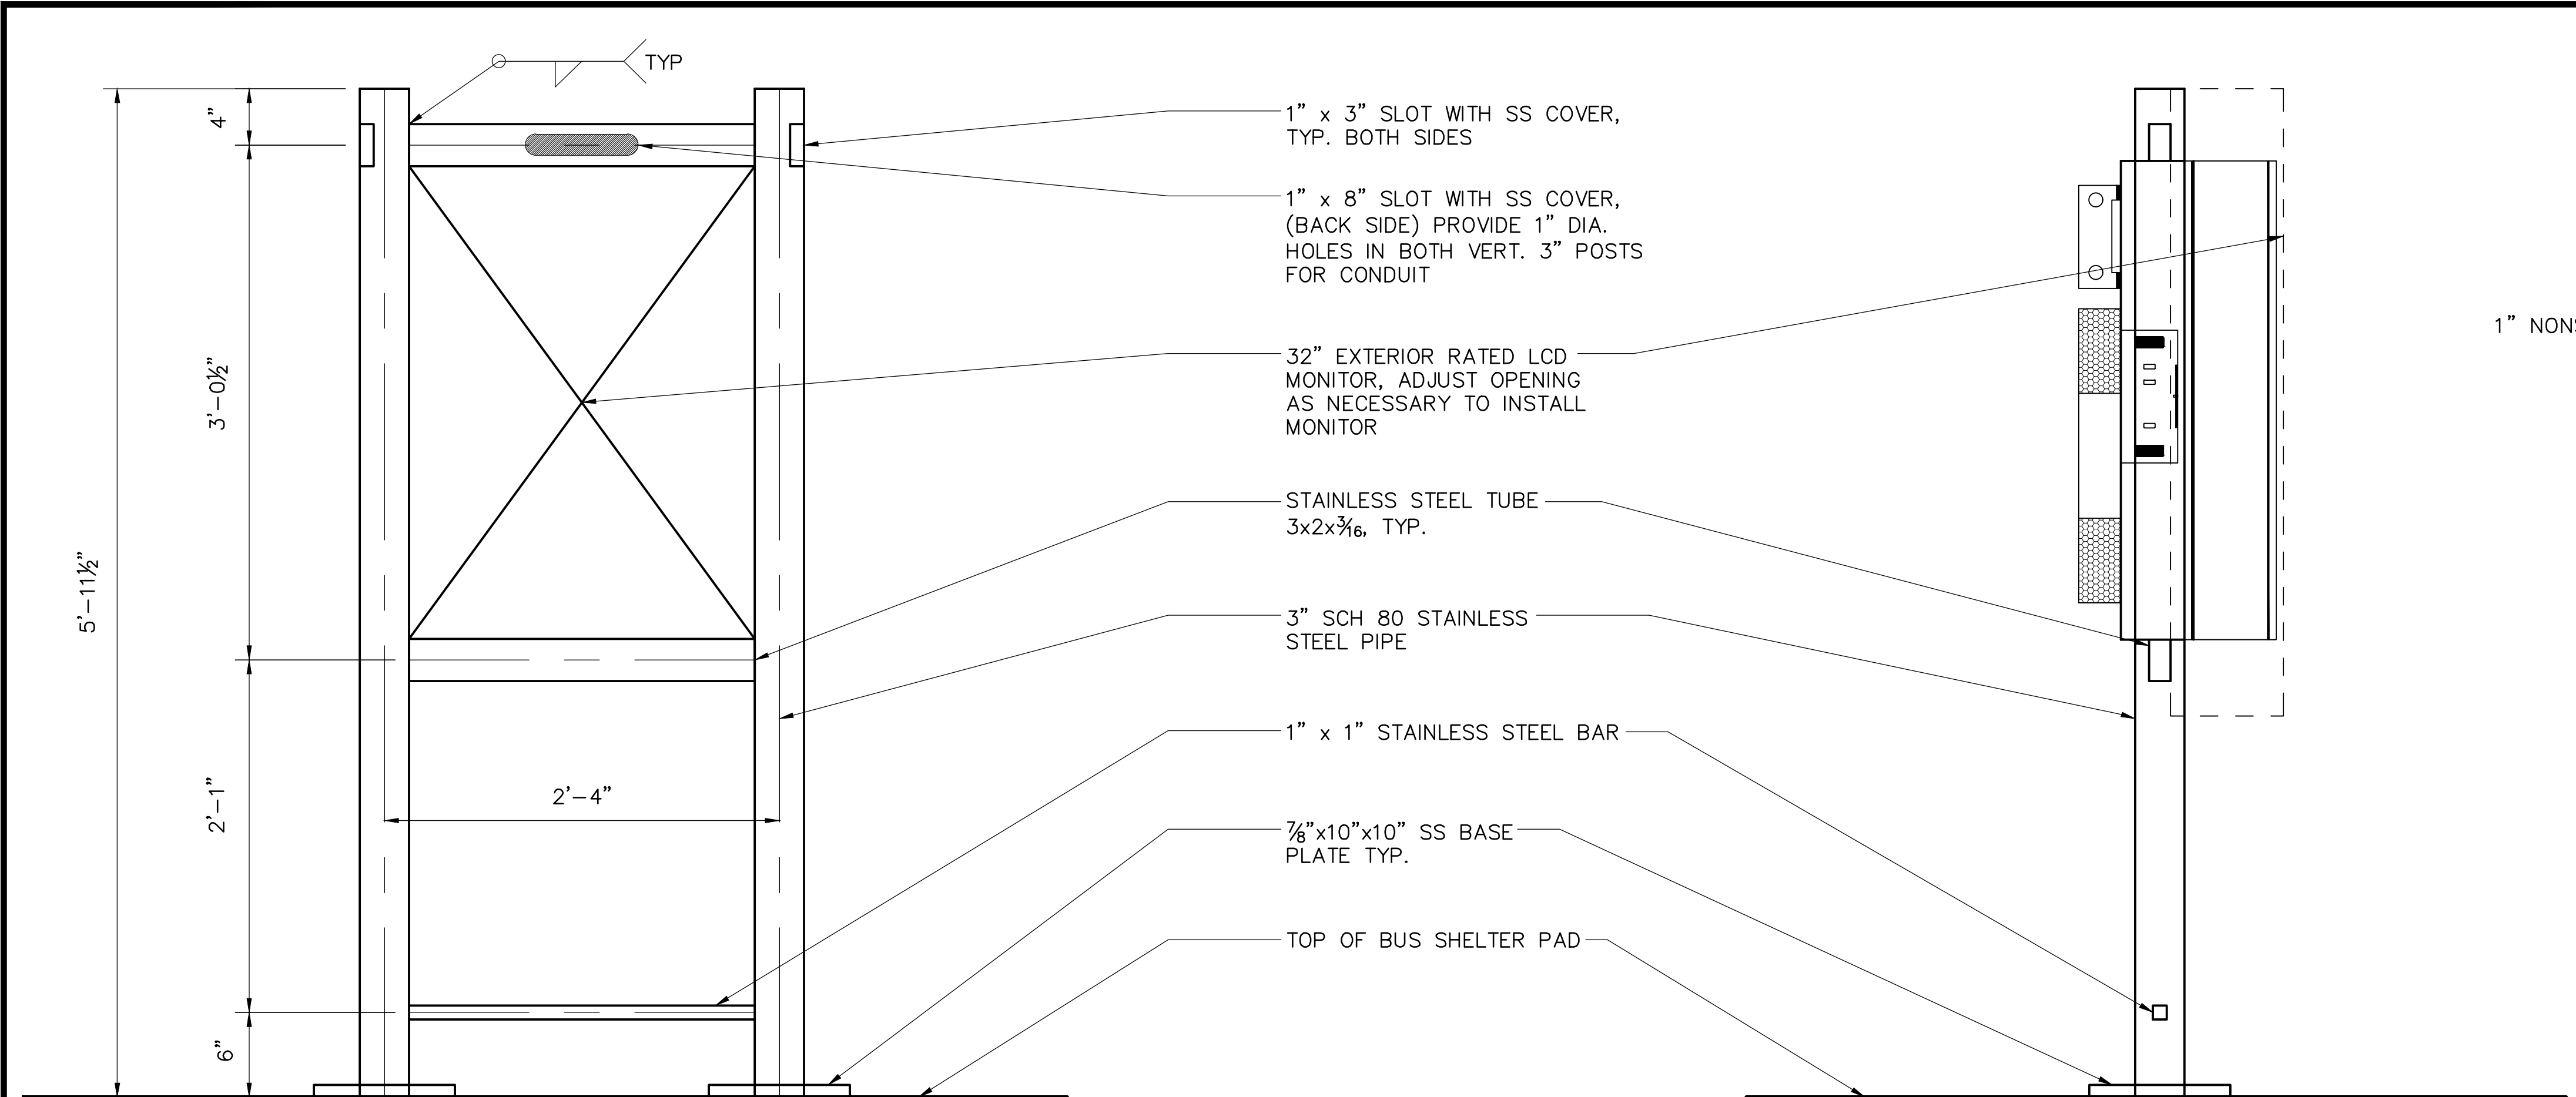 TYP
4"
3'-0½"
5'-11½"
2'-1"
2'-4"
6"
1" x 3" SLOT WITH SS COVER,
TYP. BOTH SIDES
1" x 8" SLOT WITH SS COVER,
(BACK SIDE) PROVIDE 1" DIA.
HOLES IN BOTH VERT. 3" POSTS
FOR CONDUIT
32" EXTERIOR RATED LCD
MONITOR, ADJUST OPENING
AS NECESSARY TO INSTALL
MONITOR
STAINLESS STEEL TUBE
3x2x3/16, TYP.
3" SCH 80 STAINLESS
STEEL PIPE
1" x 1" STAINLESS STEEL BAR
⅞"x10"x10" SS BASE
PLATE TYP.
TOP OF BUS SHELTER PAD
1"